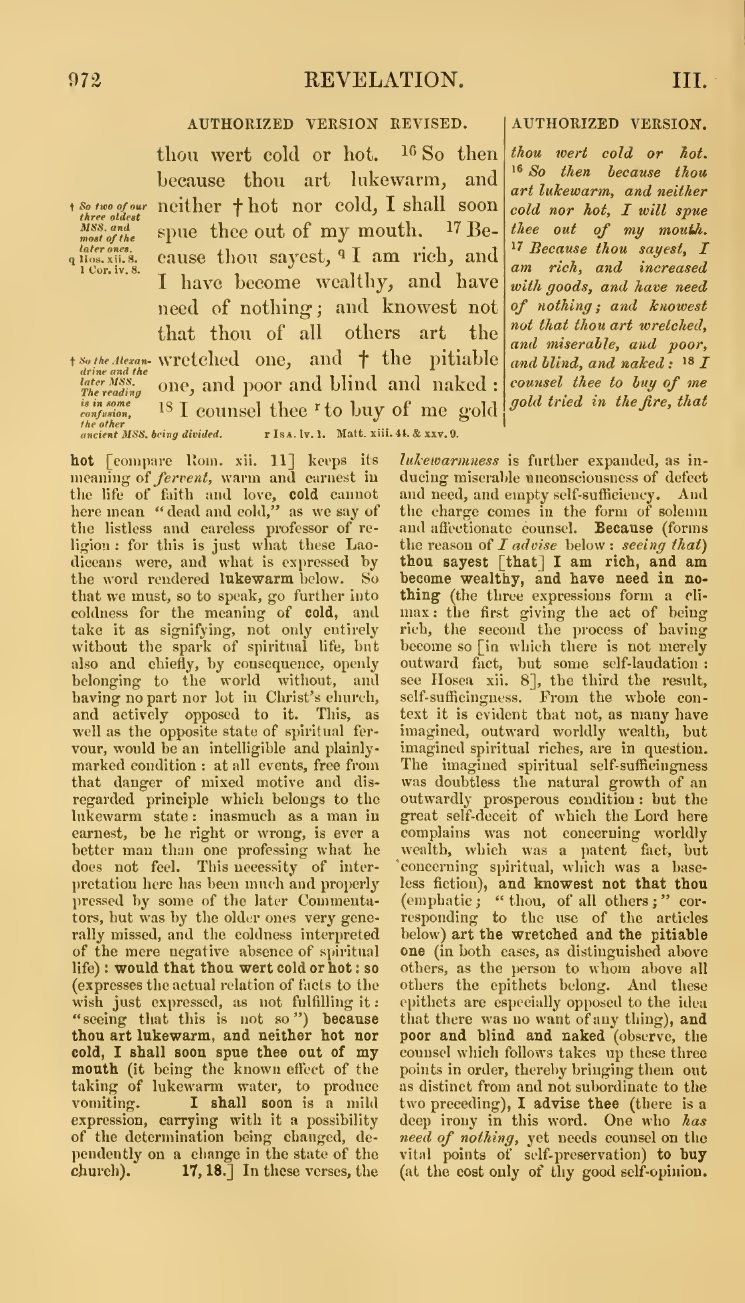 972
REVELATION.
III.
AUTHORIZED VERSION REVISED.
thou wert cold or hot. 16 So then
because thou art lukewarm, and
neither † hot nor cold, I shall soon
spue thee out of my mouth. 17 Be-
cause thou sayest, q I am rich, and
I have become wealthy, and have
need of nothing; and knowest not
that thou of all others art the
wretched one, and † the pitiable
one, and poor and blind and naked:
18 I counsel thee r to buy of me gold
† So two of our
three oldest
MSS. and
most of the
later ones.
q Hos. xii. 8.
1 Cor. iv. 8.
† So the Alexan-
drine and the
later MSS.
The reading
is in some
confusion,
the other
ancient MSS. being divided.
r ISA. lv. 1. Matt. xiii. 44. & xxv. 9.
AUTHORIZED VERSION.
thou wert cold or hot.
16 So then because thou
art lukewarm, and neither
cold nor hot, I will spue
thee out of my mouth.
17 Because thou sayest, I
am rich, and increased
with goods, and have need
of nothing; and knowest
not that thou art wretched,
and miserable, and poor,
and blind, and naked: 18 I
counsel thee to buy of me
gold tried in the fire, that
hot [compare Rom. xii. 11] keeps its
meaning of fervent, warm and earnest in
the life of faith and love, cold cannot
here mean "dead and cold," as we say of
the listless and careless professor of re-
ligion: for this is just what these Lao-
diceans were, and what is expressed by
the word rendered lukewarm below. So
that we must, so to speak, go further into
coldness for the meaning of cold, and
take it as signifying, not only entirely
without the spark of spiritual life, but
also and chiefly, by consequence, openly
belonging to the world without, and
having no part nor lot in Christ's church,
and actively opposed to it. This, as
well as the opposite state of spiritual fer-
vour, would be an intelligible and plainly-
marked condition: at all events, free from
that danger of mixed motive and dis-
regarded principle which belongs to the
lukewarm state: inasmuch as a man in
earnest, be he right or wrong, is ever a
better man than one professing what he
does not feel. This necessity of inter-
pretation here has been much and properly
pressed by some of the later Commenta-
tors, but was by the older ones very gene-
rally missed, and the coldness interpreted
of the mere negative absence of spiritual
life): would that thou wert cold or hot: so
(expresses the actual relation of facts to the
wish just expressed, as not fulfilling it:
"seeing that this is not so") because
thou art lukewarm, and neither hot nor
cold, I shall soon spue thee out of my
mouth (it being the known effect of the
taking of lukewarm water, to produce
vomiting. I shall soon is a mild
expression, carrying with it a possibility
of the determination being changed, de-
pendently on a change in the state of the
church). 17, 18.] In these verses, the
lukewarmness is further expanded, as in-
ducing miserable unconsciousness of defect
and need, and empty self-sufficiency. And
the charge comes in the form of solemn
and affectionate counsel. Because (forms
the reason of I advise below: seeing that)
thou sayest [that] I am rich, and am
become wealthy, and have need in no-
thing (the three expressions form a cli-
max: the first giving the act of being
rich, the second the process of having
become so [in which there is not merely
outward fact, but some self-laudation:
see Hosea xii. 8], the third the result,
self-sufficingness. From the whole con-
text it is evident that not, as many have
imagined, outward worldly wealth, but
imagined spiritual riches, are in question.
The imagined spiritual self-sufficingness
was doubtless the natural growth of an
outwardly prosperous condition: but the
great self-deceit of which the Lord here
complains was not concerning worldly
wealth, which was a patent fact, but
concerning spiritual, which was a base-
less fiction), and knowest not that thou
(emphatic; "thou, of all others;" cor-
responding to the use of the articles
below) art the wretched and the pitiable
one (in both cases, as distinguished above
others, as the person to whom above all
others the epithets belong. And these
epithets are especially opposed to the idea
that there was no want of any thing), and
poor and blind and naked (observe, the
counsel which follows takes up these three
points in order, thereby bringing them out
as distinct from and not subordinate to the
two preceding), I advise thee (there is a
deep irony in this word. One who has
need of nothing, yet needs counsel on the
vital points of self-preservation) to buy
(at the cost only of thy good self-opinion.